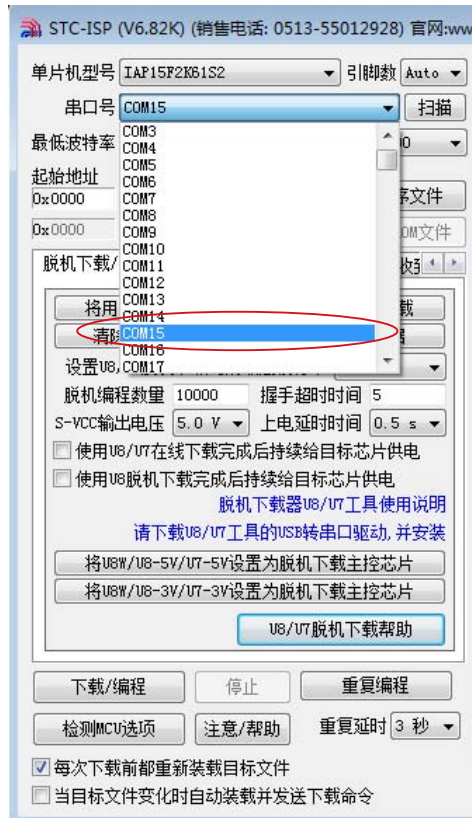 STC-ISP (V6.82K) (销售电话: 0513-55012928) 官网:ww
单片机型号 IAP15F2K61S2 引脚数 Auto
串口号 COM15 扫描
最低波特率 COM3
COM4
起始地址 COM5
COM6
0x0000 COM7 序文件
COM8
0x0000 COM9
COM10 OM文件
脱机下载/ COM11
COM12
将用 COM13 载
COM14
清除 COM15
COM16
设置U8, COM17
脱机编程数量 10000 握手超时时间 5
S-VCC输出电压 5.0 V 上电延时时间 0.5 s
使用U8/U7在线下载完成后持续给目标芯片供电
使用U8脱机下载完成后持续给目标芯片供电
脱机下载器U8/U7工具使用说明
请下载U8/U7工具的USB转串口驱动,并安装
将U8W/U8-5V/U7-5V设置为脱机下载主控芯片
将U8W/U8-3V/U7-3V设置为脱机下载主控芯片
U8/U7脱机下载帮助
下载/编程 停止 重复编程
检测MCU选项 注意/帮助 重复延时 3 秒
每次下载前都重新装载目标文件
当目标文件变化时自动装载并发送下载命令